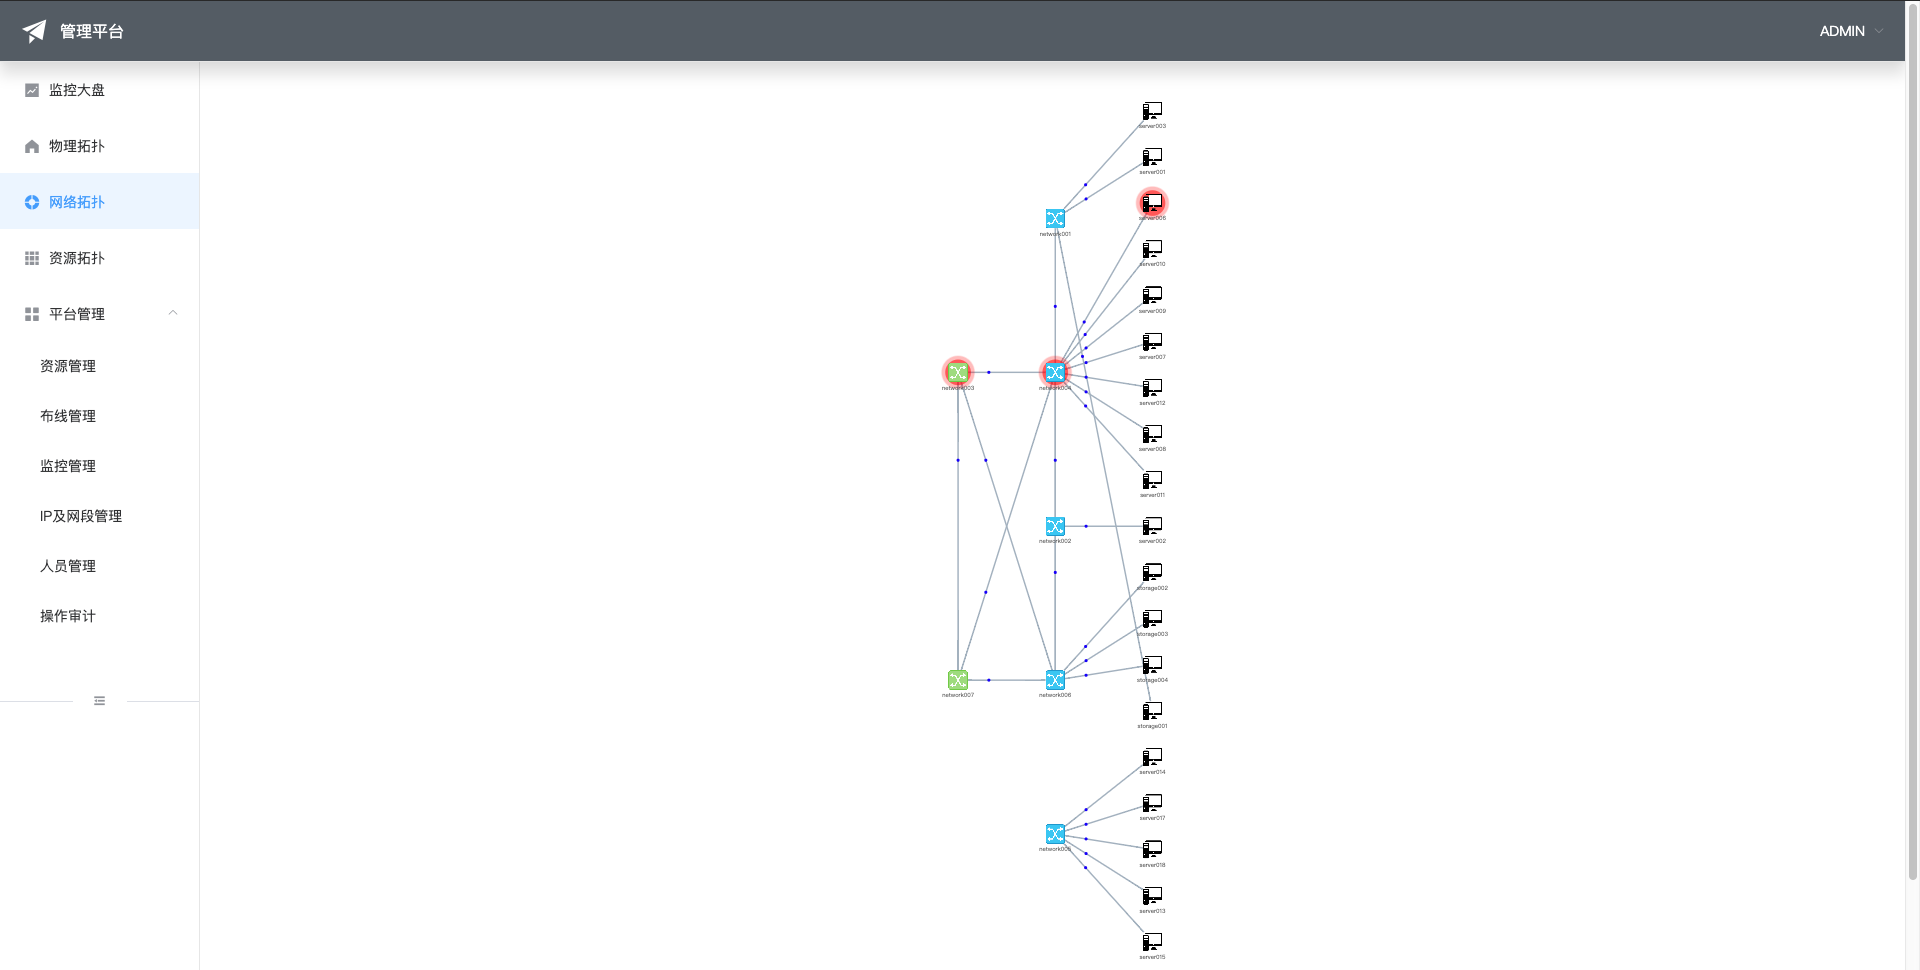 管理平台
ADMIN
监控大盘
物理拓扑
网络拓扑
资源拓扑
平台管理
资源管理
布线管理
监控管理
IP及网段管理
人员管理
操作审计
server003
server001
network001
server010
server009
server007
network003
network004
server012
server011
network002
server002
storage002
storage003
storage004
network007
network006
storage001
server014
server017
network005
server018
server013
server015